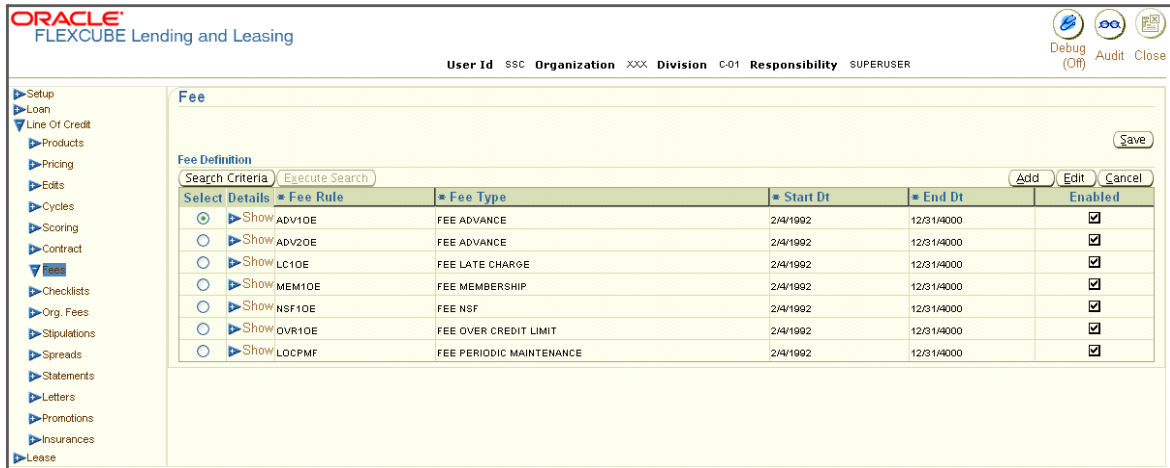 ORACLE
FLEXCUBE Lending and Leasing
Debug (Off) Audit Close
User Id SSC Organization XXX Division C-01 Responsibility SUPERUSER
Setup
Loan
Line Of Credit
Products
Pricing
Edits
Cycles
Scoring
Contract
Fees
Checklists
Org. Fees
Stipulations
Spreads
Statements
Letters
Promotions
Insurances
Lease
Fee
Save
Fee Definition
Search Criteria Execute Search Add Edit Cancel
Select Details * Fee Rule * Fee Type * Start Dt * End Dt Enabled
Show ADV1OE FEE ADVANCE 2/4/1992 12/31/4000
Show ADV2OE FEE ADVANCE 2/4/1992 12/31/4000
Show LC1OE FEE LATE CHARGE 2/4/1992 12/31/4000
Show MEM1OE FEE MEMBERSHIP 2/4/1992 12/31/4000
Show NSF1OE FEE NSF 2/4/1992 12/31/4000
Show OVR1OE FEE OVER CREDIT LIMIT 2/4/1992 12/31/4000
Show LOCPMF FEE PERIODIC MAINTENANCE 2/4/1992 12/31/4000